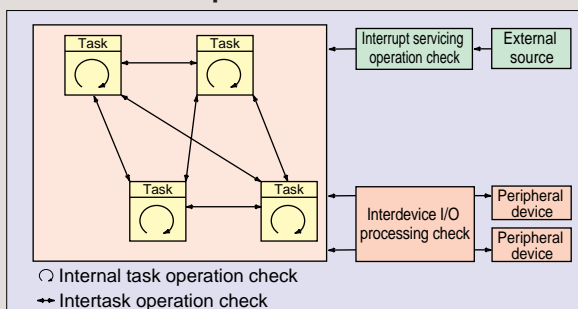 Task
Task
Task
Task
Interrupt servicing
operation check
External
source
Interdevice I/O
processing check
Peripheral
device
Peripheral
device
Internal task operation check
Intertask operation check